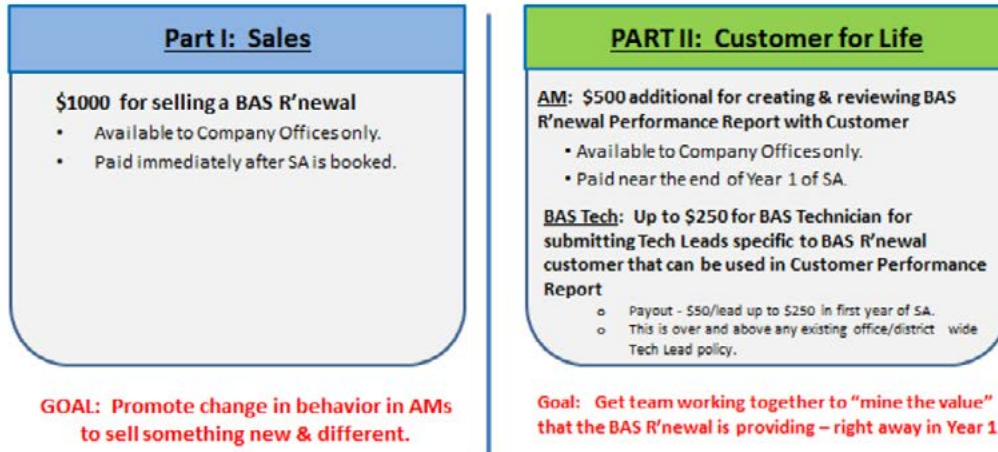 Part I: Sales
$1000 for selling a BAS R'newal
• Available to Company Offices only.
• Paid immediately after SA is booked.
GOAL: Promote change in behavior in AMs
to sell something new & different.
PART II: Customer for Life
AM: $500 additional for creating & reviewing BAS
R'newal Performance Report with Customer
• Available to Company Offices only.
• Paid near the end of Year 1 of SA.
BAS Tech: Up to $250 for BAS Technician for
submitting Tech Leads specific to BAS R'newal
customer that can be used in Customer Performance
Report
o Payout - $50/lead up to $250 in first year of SA.
o This is over and above any existing office/district wide
Tech Lead policy.
Goal: Get team working together to "mine the value"
that the BAS R'newal is providing – right away in Year 1